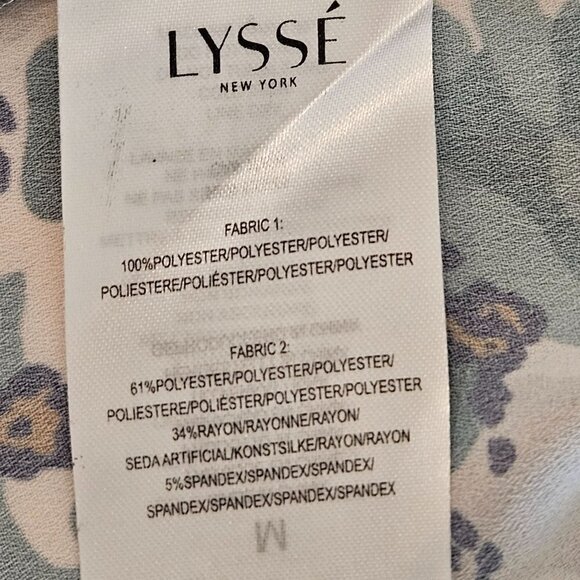 LYSSÉ
NEW YORK
FABRIC 1:
100%POLYESTER/POLYESTER/POLYESTER/
POLIESTERE/POLIÉSTER/POLYESTER/POLYESTER
FABRIC 2:
61%POLYESTER/POLYESTER/POLYESTER/
POLIESTERE/POLIÉSTER/POLYESTER/POLYESTER
34%RAYON/RAYONNE/RAYON/
SEDA ARTIFICIAL/KONSTSILKE/RAYON/RAYON
5%SPANDEX/SPANDEX/SPANDEX/
SPANDEX/SPANDEX/SPANDEX/SPANDEX
M